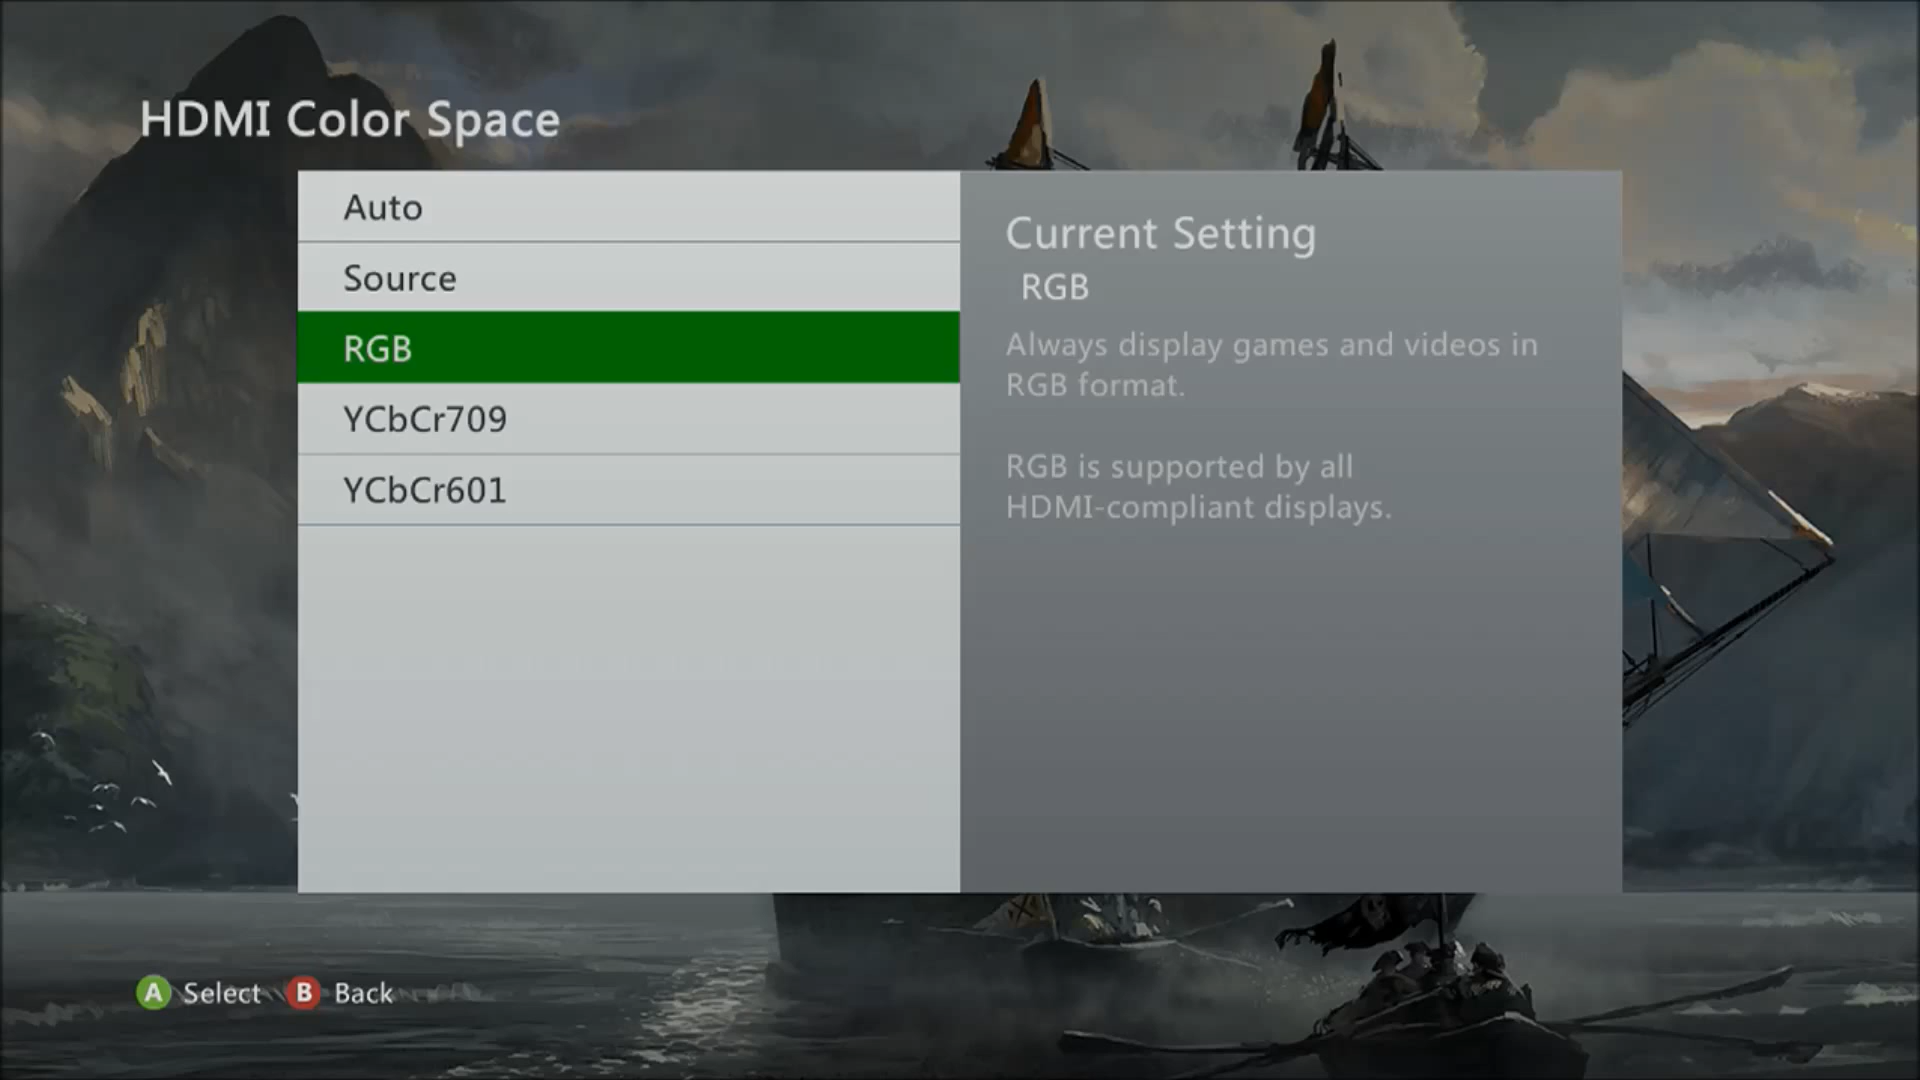 HDMI Color Space
Auto
Source
RGB
YCbCr709
YCbCr601
Current Setting
RGB
Always display games and videos in
RGB format.
RGB is supported by all
HDMI-compliant displays.
A Select B Back